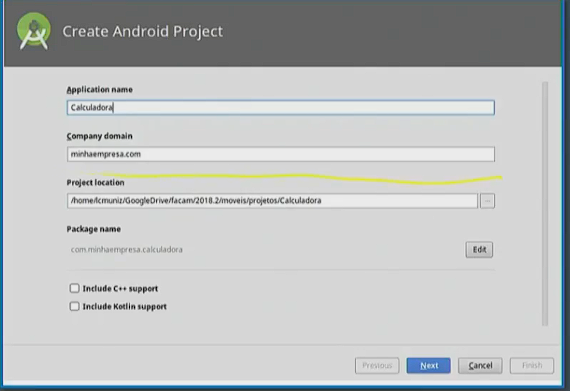 Create Android Project
Application name
Calculadora
Company domain
minhaempresa.com
Project location
/home/lcmuniz/GoogleDrive/facam/2018.2/moveis/projetos/Calculadora
...
Package name
com.minhaempresa.calculadora
Edit
Include C++ support
Include Kotlin support
Previous
Next
Cancel
Finish